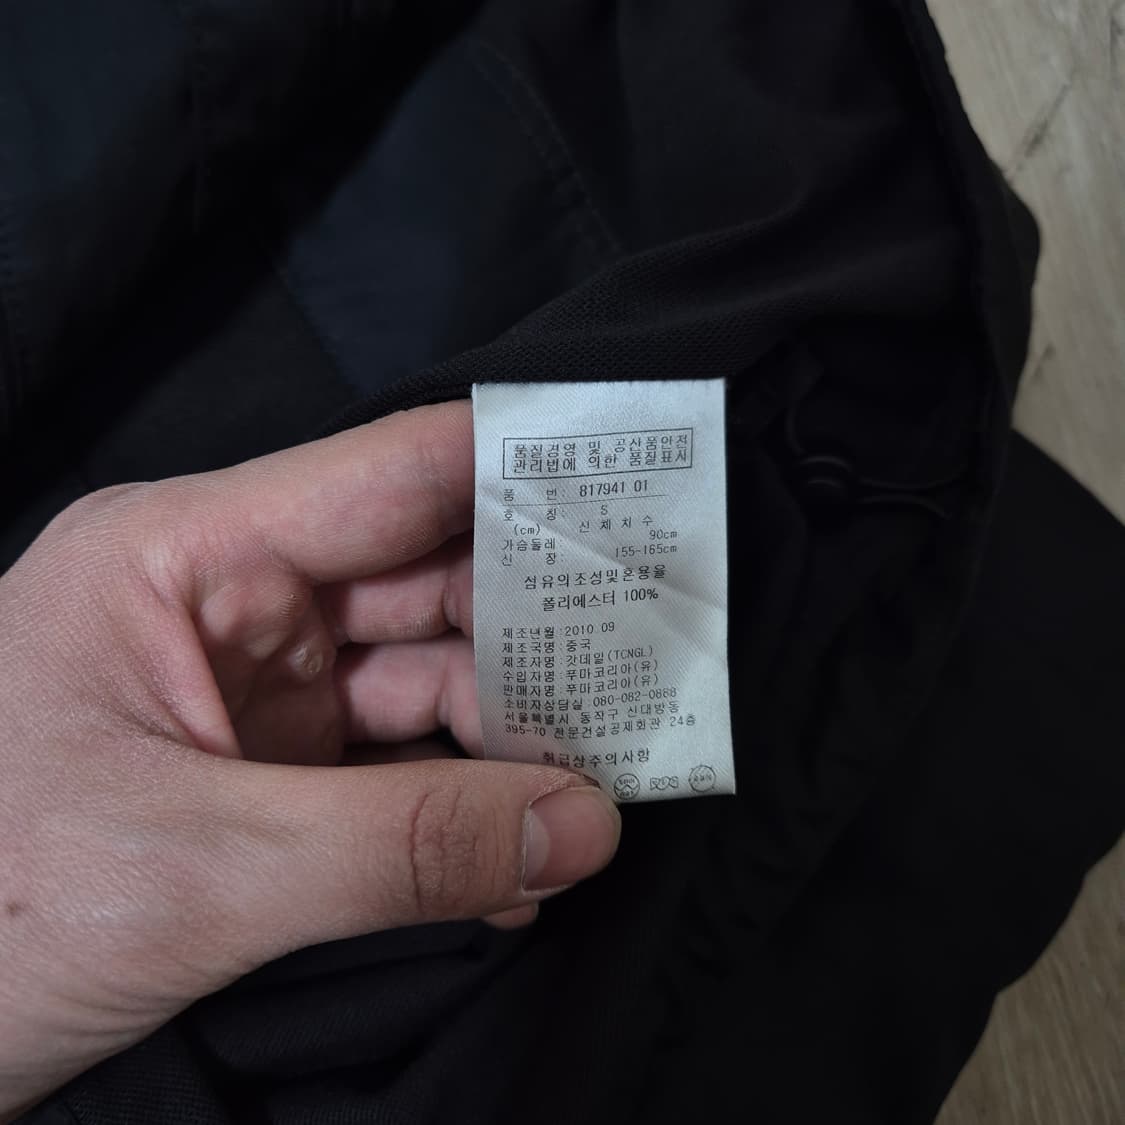 품질경영 및 공산품안전
관리법에 의한 품질표시
품 번: 817941 01
호 칭: S
(cm) 신체치수
가슴둘레: 90cm
신 장: 155-165cm
섬유의조성및혼용율
폴리에스터 100%
제조년월:2010 09
제조국명:중국
제조자명:갓데일(TCNGL)
수입자명:푸마코리아(유)
판매자명:푸마코리아(유)
소비자상담실:080-082-0888
서울특별시 동작구 신대방동
395-70 전문건설공제회관 24층
취급상주의사항